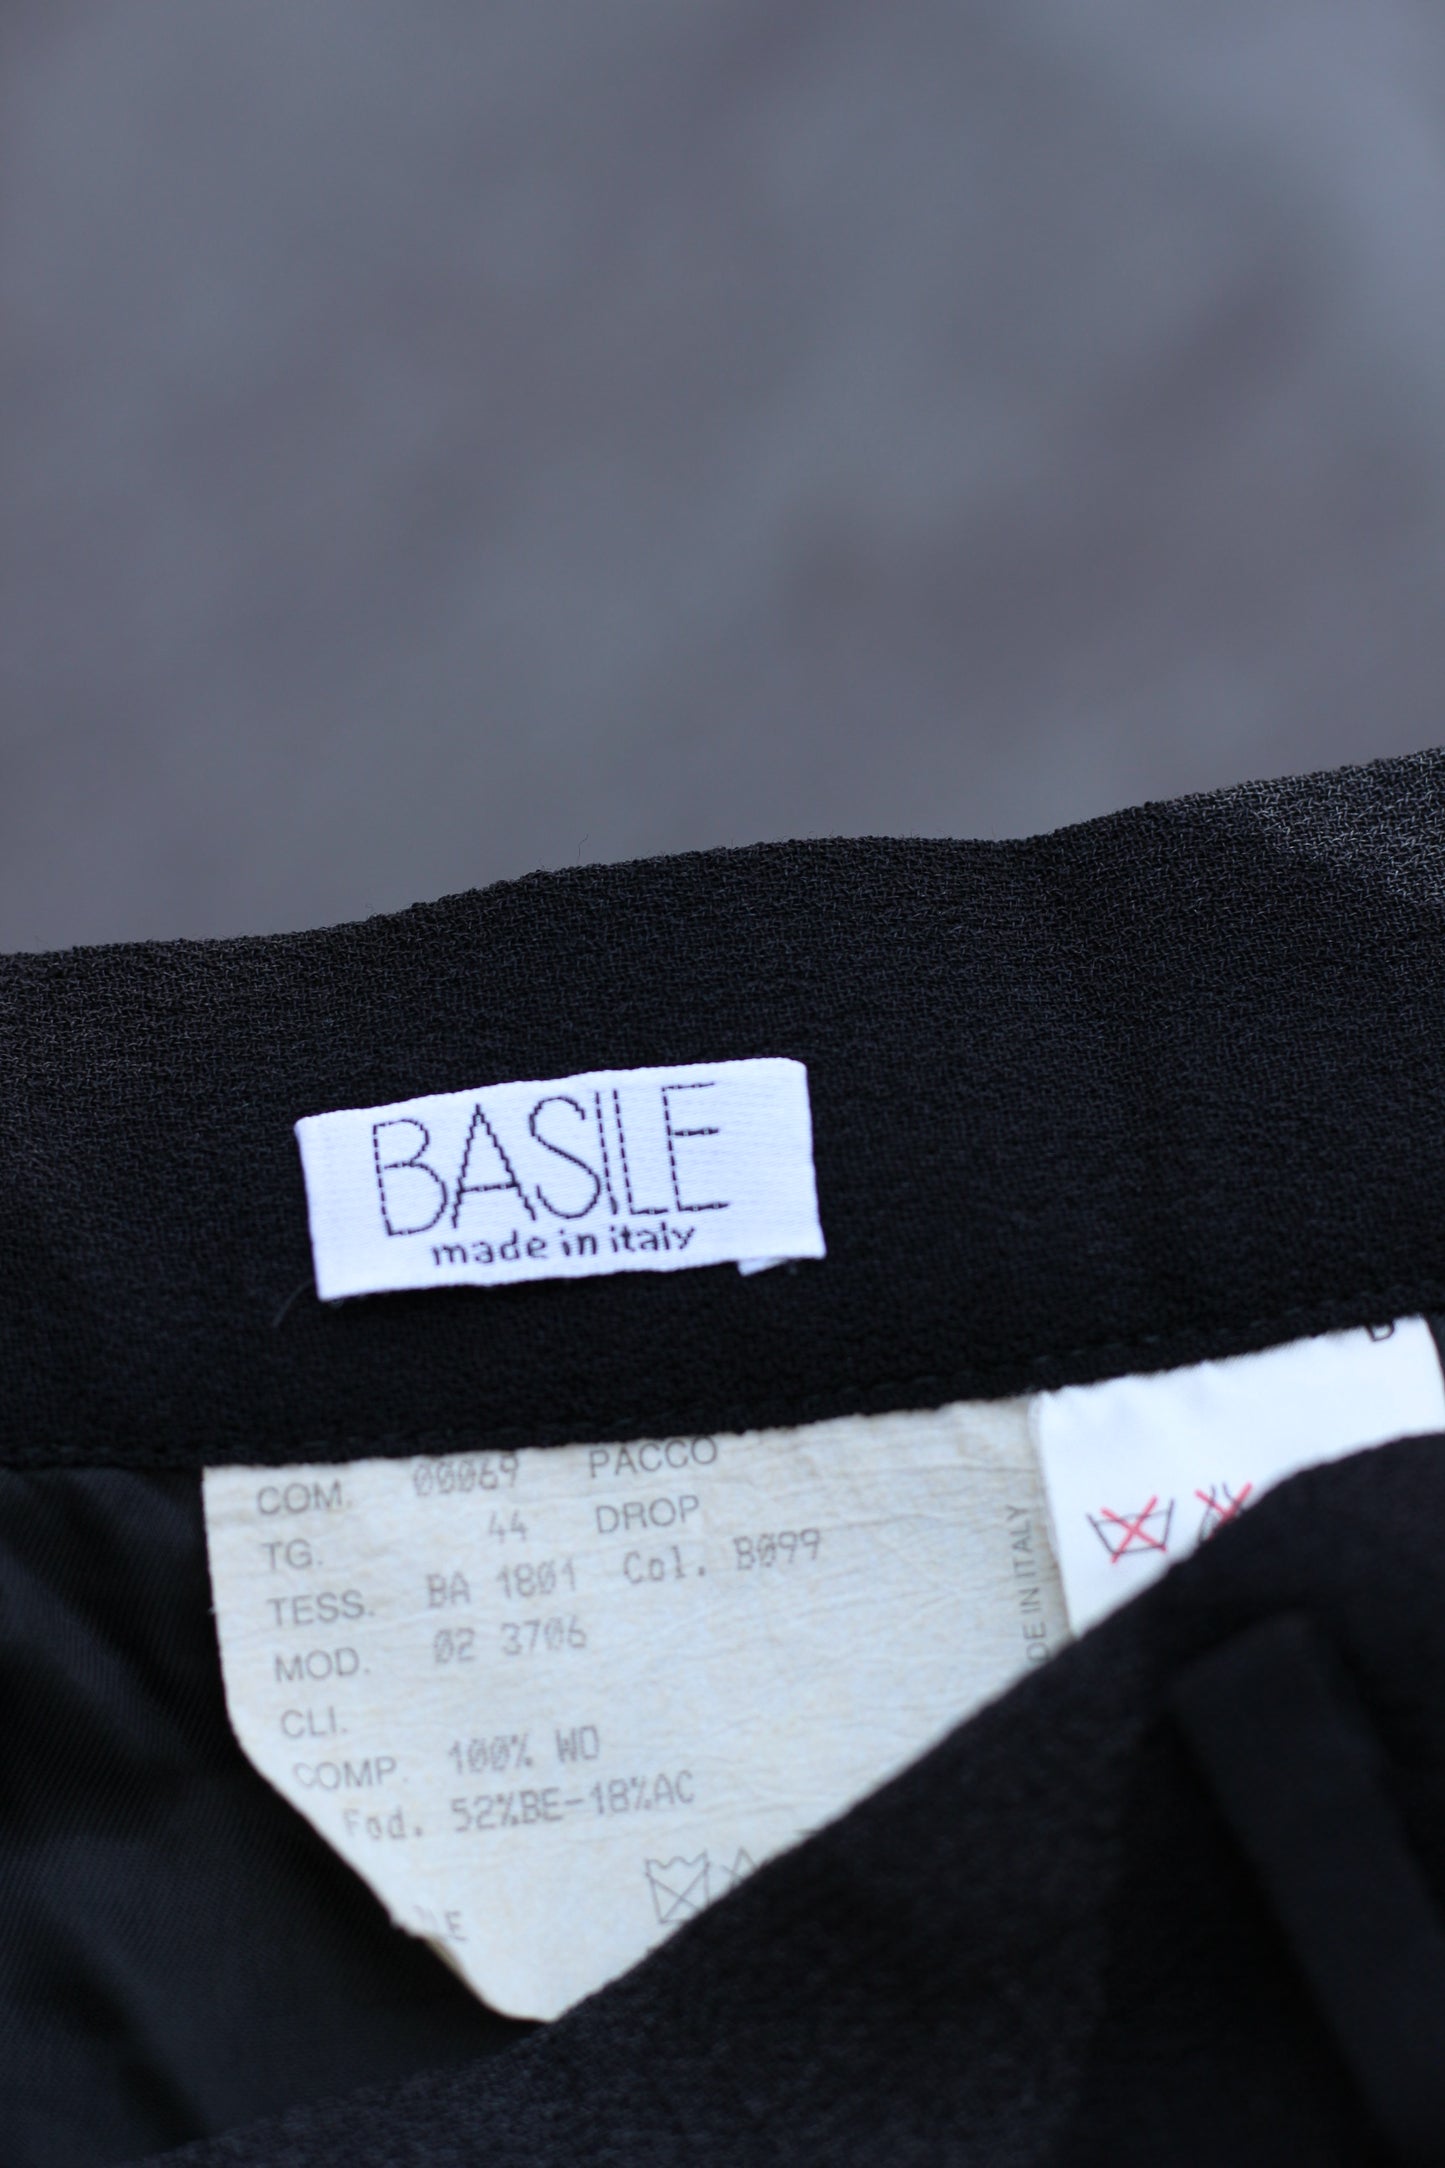 BASILE
made in italy
COM. 00069 PACCO
TG. 44 DROP
TESS. BA 1801 Col. B099
MOD. 02 3706
CLI.
COMP. 100% WO
Fod. 52%BE-18%AC
DE IN ITALY
B